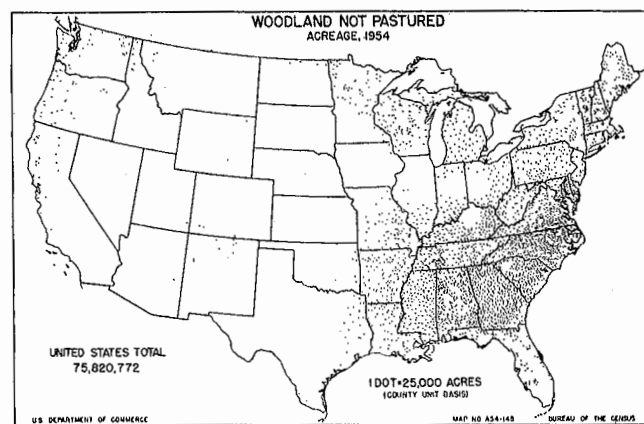 WOODLAND NOT PASTURED
ACREAGE, 1954
UNITED STATES TOTAL
75,820,772
1 DOT=25,000 ACRES
(COUNTY UNIT BASIS)
U.S. DEPARTMENT OF COMMERCE
MAP NO. A54-148
BUREAU OF THE CENSUS